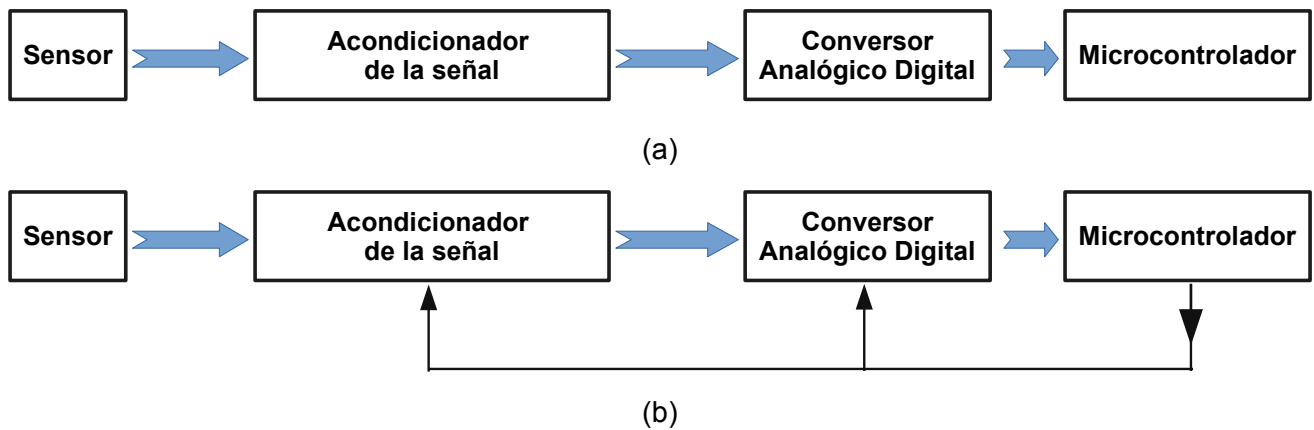 Sensor
Acondicionador
de la señal
Conversor
Analógico Digital
Microcontrolador
(a)
Sensor
Acondicionador
de la señal
Conversor
Analógico Digital
Microcontrolador
(b)